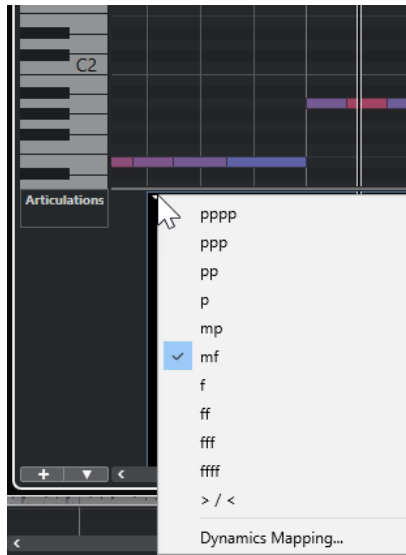 C2
Articulations
pppp
ppp
pp
p
mp
mf
f
ff
fff
ffff
> / <
Dynamics Mapping...